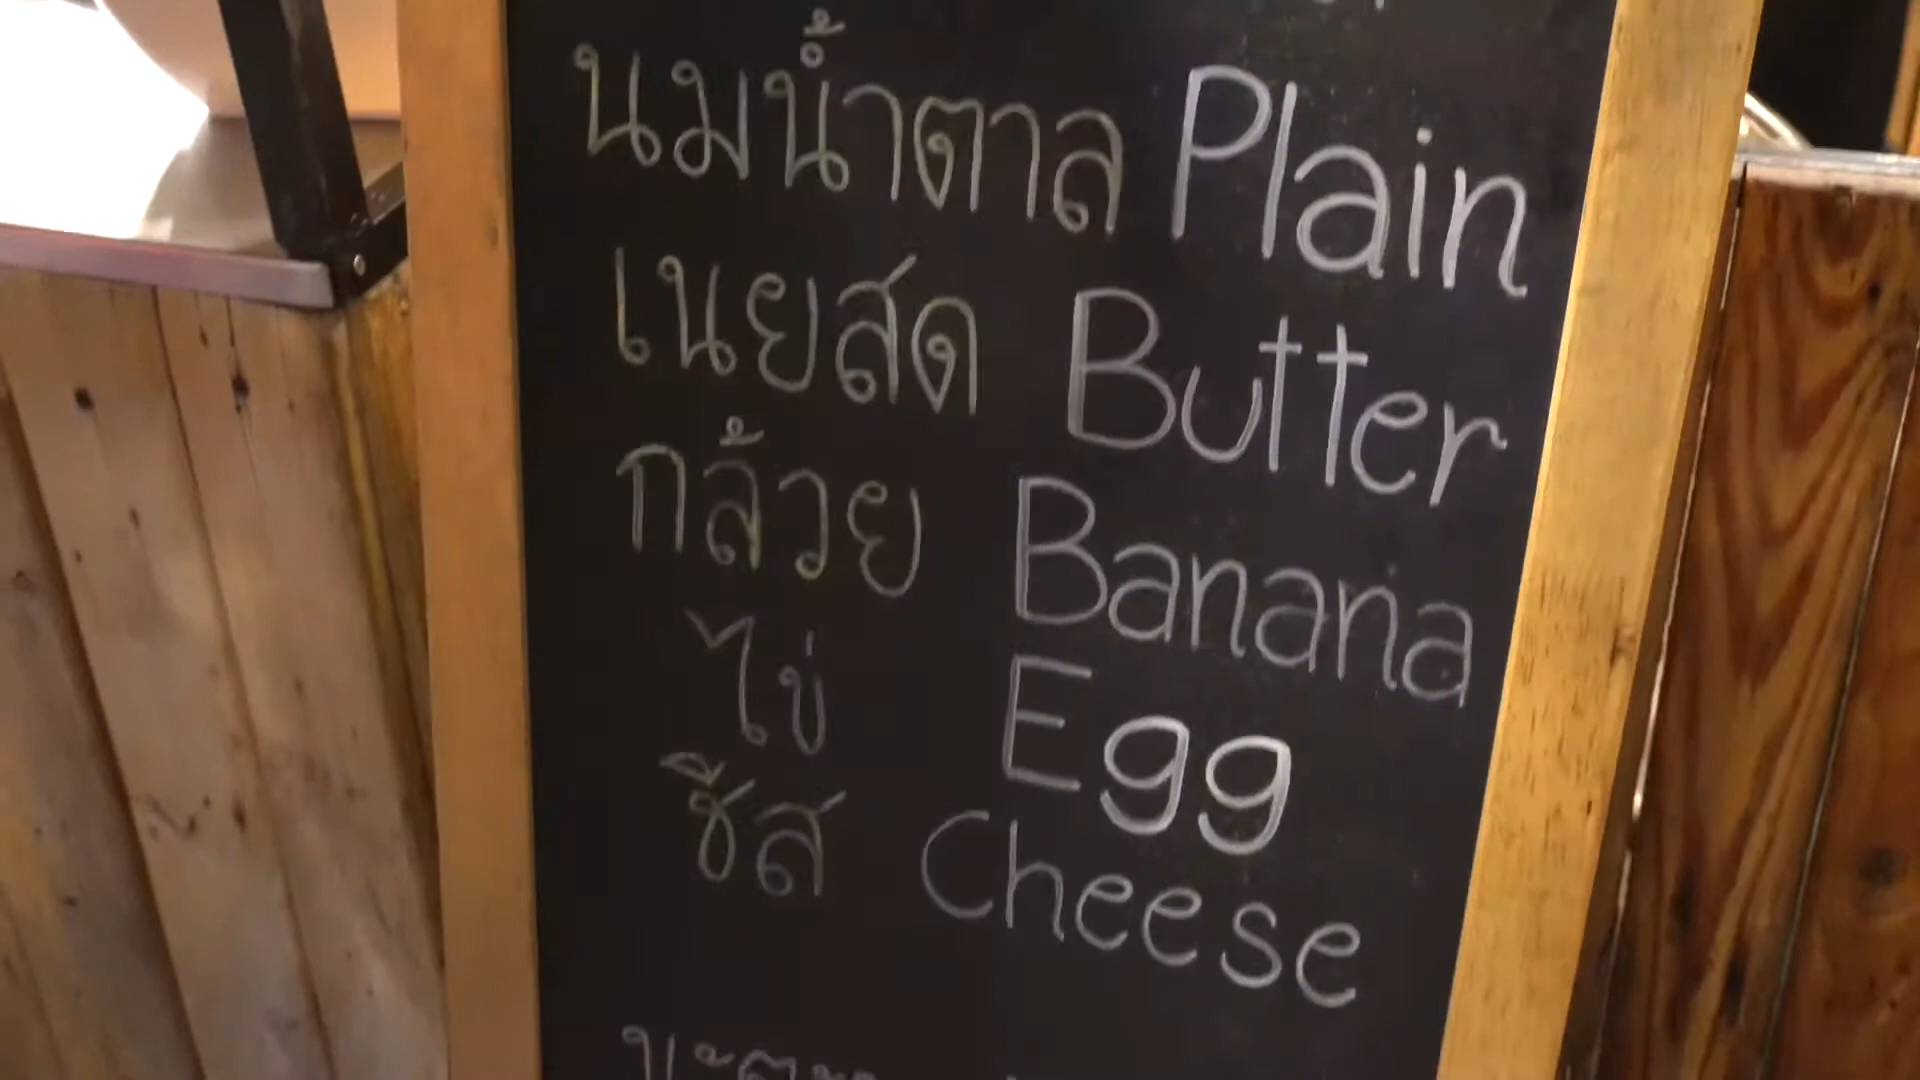 นมน้ำตาล Plain
เนยสด Butter
กล้วย Banana
ไข่ Egg
ชีส Cheese